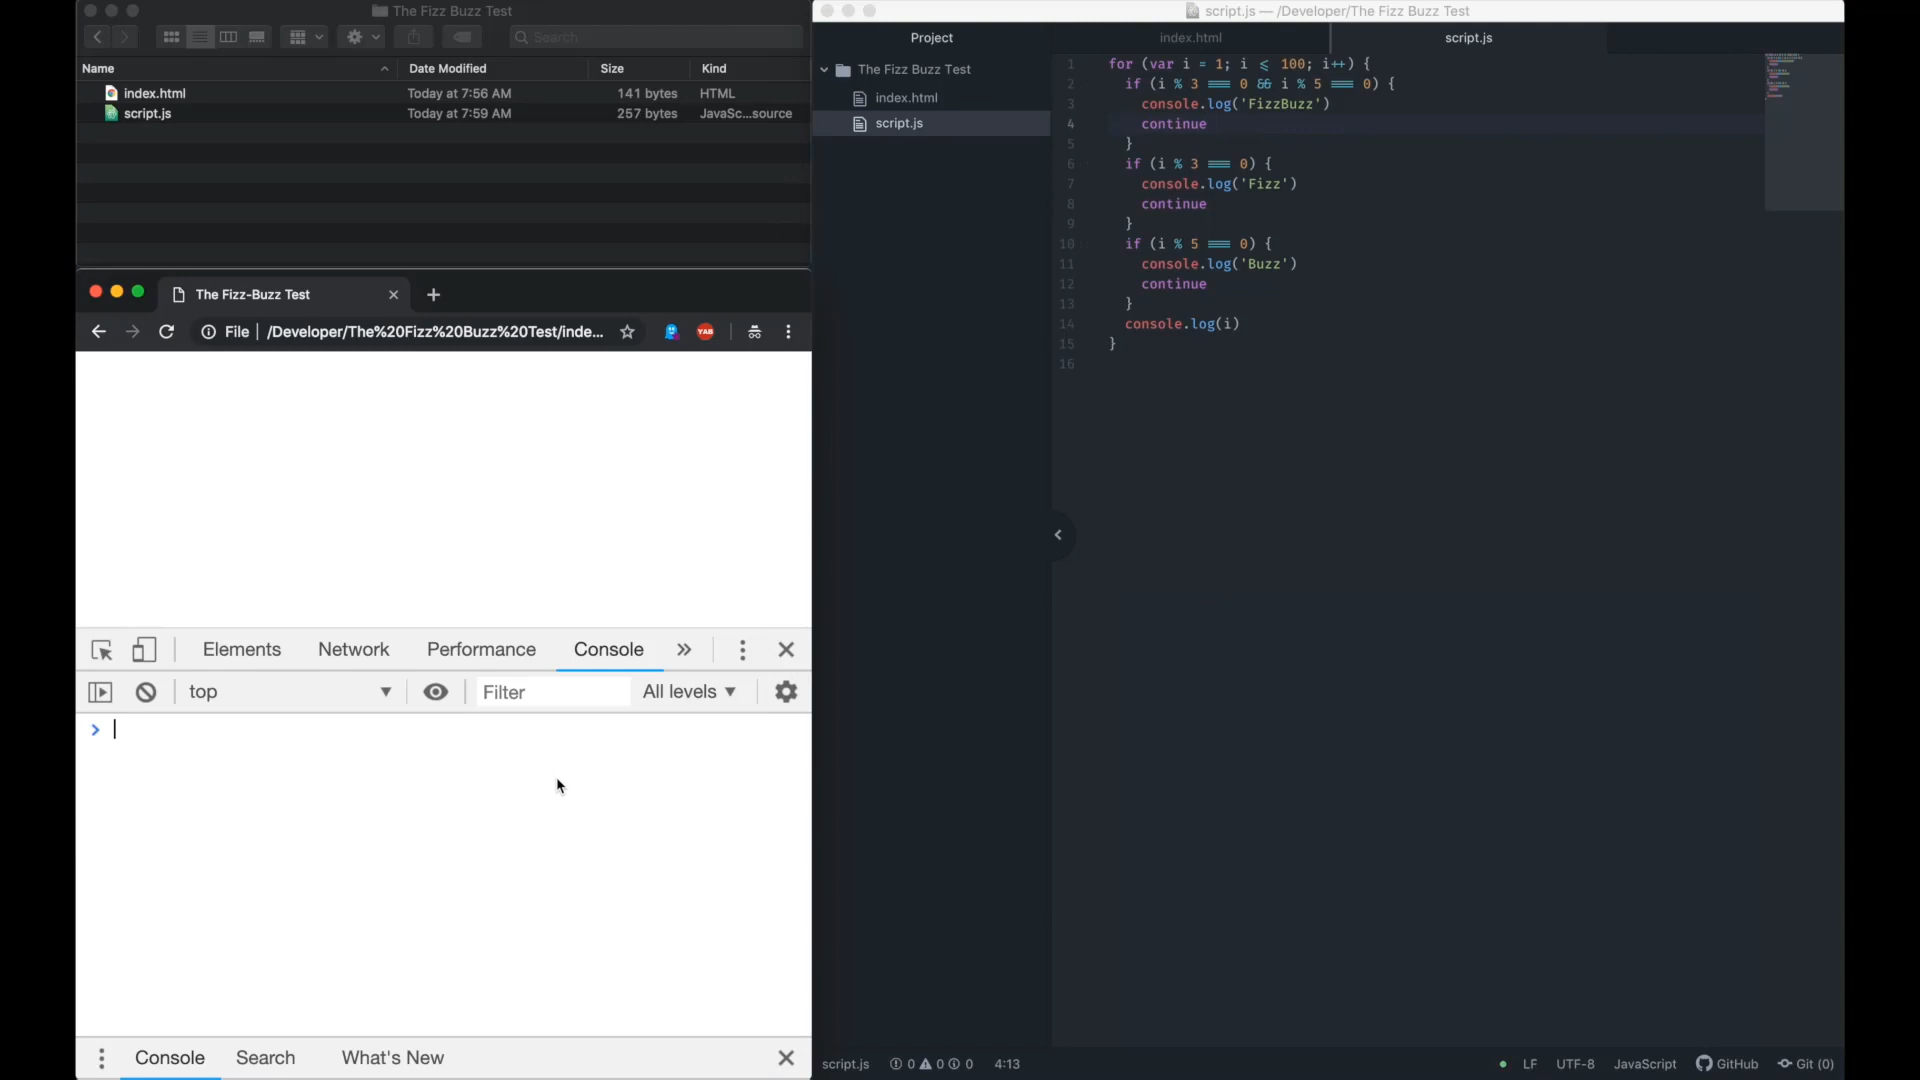 The Fizz Buzz Test
Search
Name Date Modified Size Kind
index.html Today at 7:56 AM 141 bytes HTML
script.js Today at 7:59 AM 257 bytes JavaSc...source
The Fizz-Buzz Test
File /Developer/The%20Fizz%20Buzz%20Test/inde...
YAB
Elements Network Performance Console
top Filter All levels
Console Search What's New
script.js — /Developer/The Fizz Buzz Test
Project index.html script.js
The Fizz Buzz Test
index.html
script.js
1 for (var i = 1; i <= 100; i++) {
2 if (i % 3 === 0 && i % 5 === 0) {
3 console.log('FizzBuzz')
4 continue
5 }
6 if (i % 3 === 0) {
7 console.log('Fizz')
8 continue
9 }
10 if (i % 5 === 0) {
11 console.log('Buzz')
12 continue
13 }
14 console.log(i)
15 }
16
script.js 0 0 0 4:13 LF UTF-8 JavaScript GitHub Git (0)